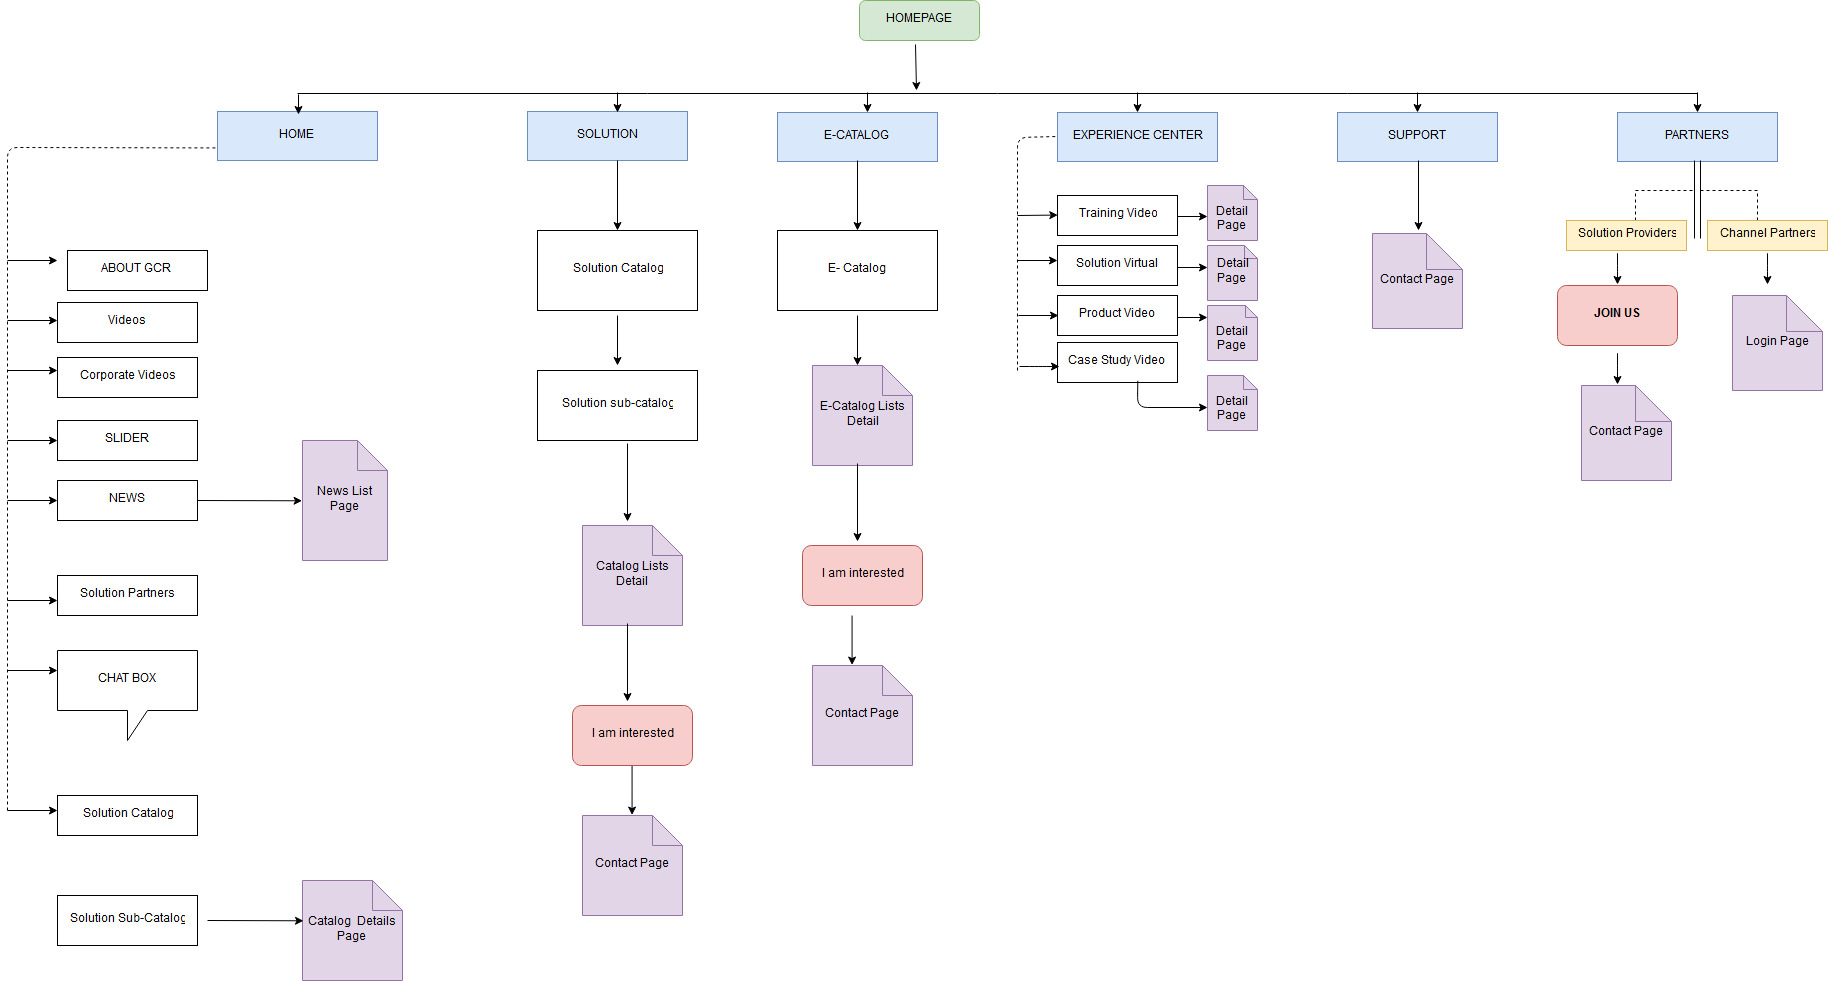 HOMEPAGE
HOME
SOLUTION
E-CATALOG
EXPERIENCE CENTER
SUPPORT
PARTNERS
ABOUT GCR
Videos
Corporate Videos
SLIDER
NEWS
News List
Page
Solution Partners
CHAT BOX
Solution Catalog
Solution Sub-Catalog
Catalog Details
Page
Solution Catalog
Solution sub-catalog
Catalog Lists
Detail
I am interested
Contact Page
E- Catalog
E-Catalog Lists
Detail
I am interested
Contact Page
Training Video
Detail
Page
Solution Virtual
Detail
Page
Product Video
Detail
Page
Case Study Video
Detail
Page
Contact Page
Solution Providers
Channel Partners
JOIN US
Contact Page
Login Page